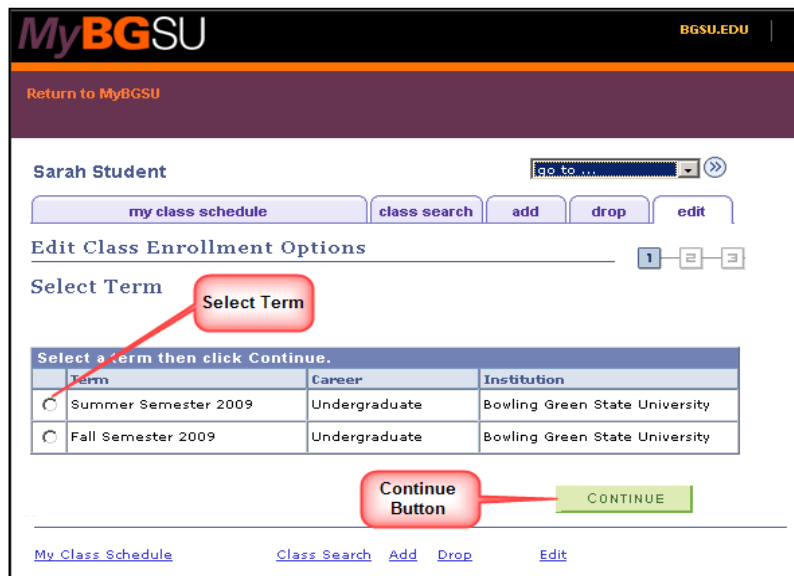 MyBGSU
BGSU.EDU
Return to MyBGSU
Sarah Student
go to ...
my class schedule class search add drop edit
Edit Class Enrollment Options
1 2 3
Select Term
Select Term
Select a term then click Continue.
Term Career Institution
Summer Semester 2009 Undergraduate Bowling Green State University
Fall Semester 2009 Undergraduate Bowling Green State University
Continue
Button
CONTINUE
My Class Schedule Class Search Add Drop Edit